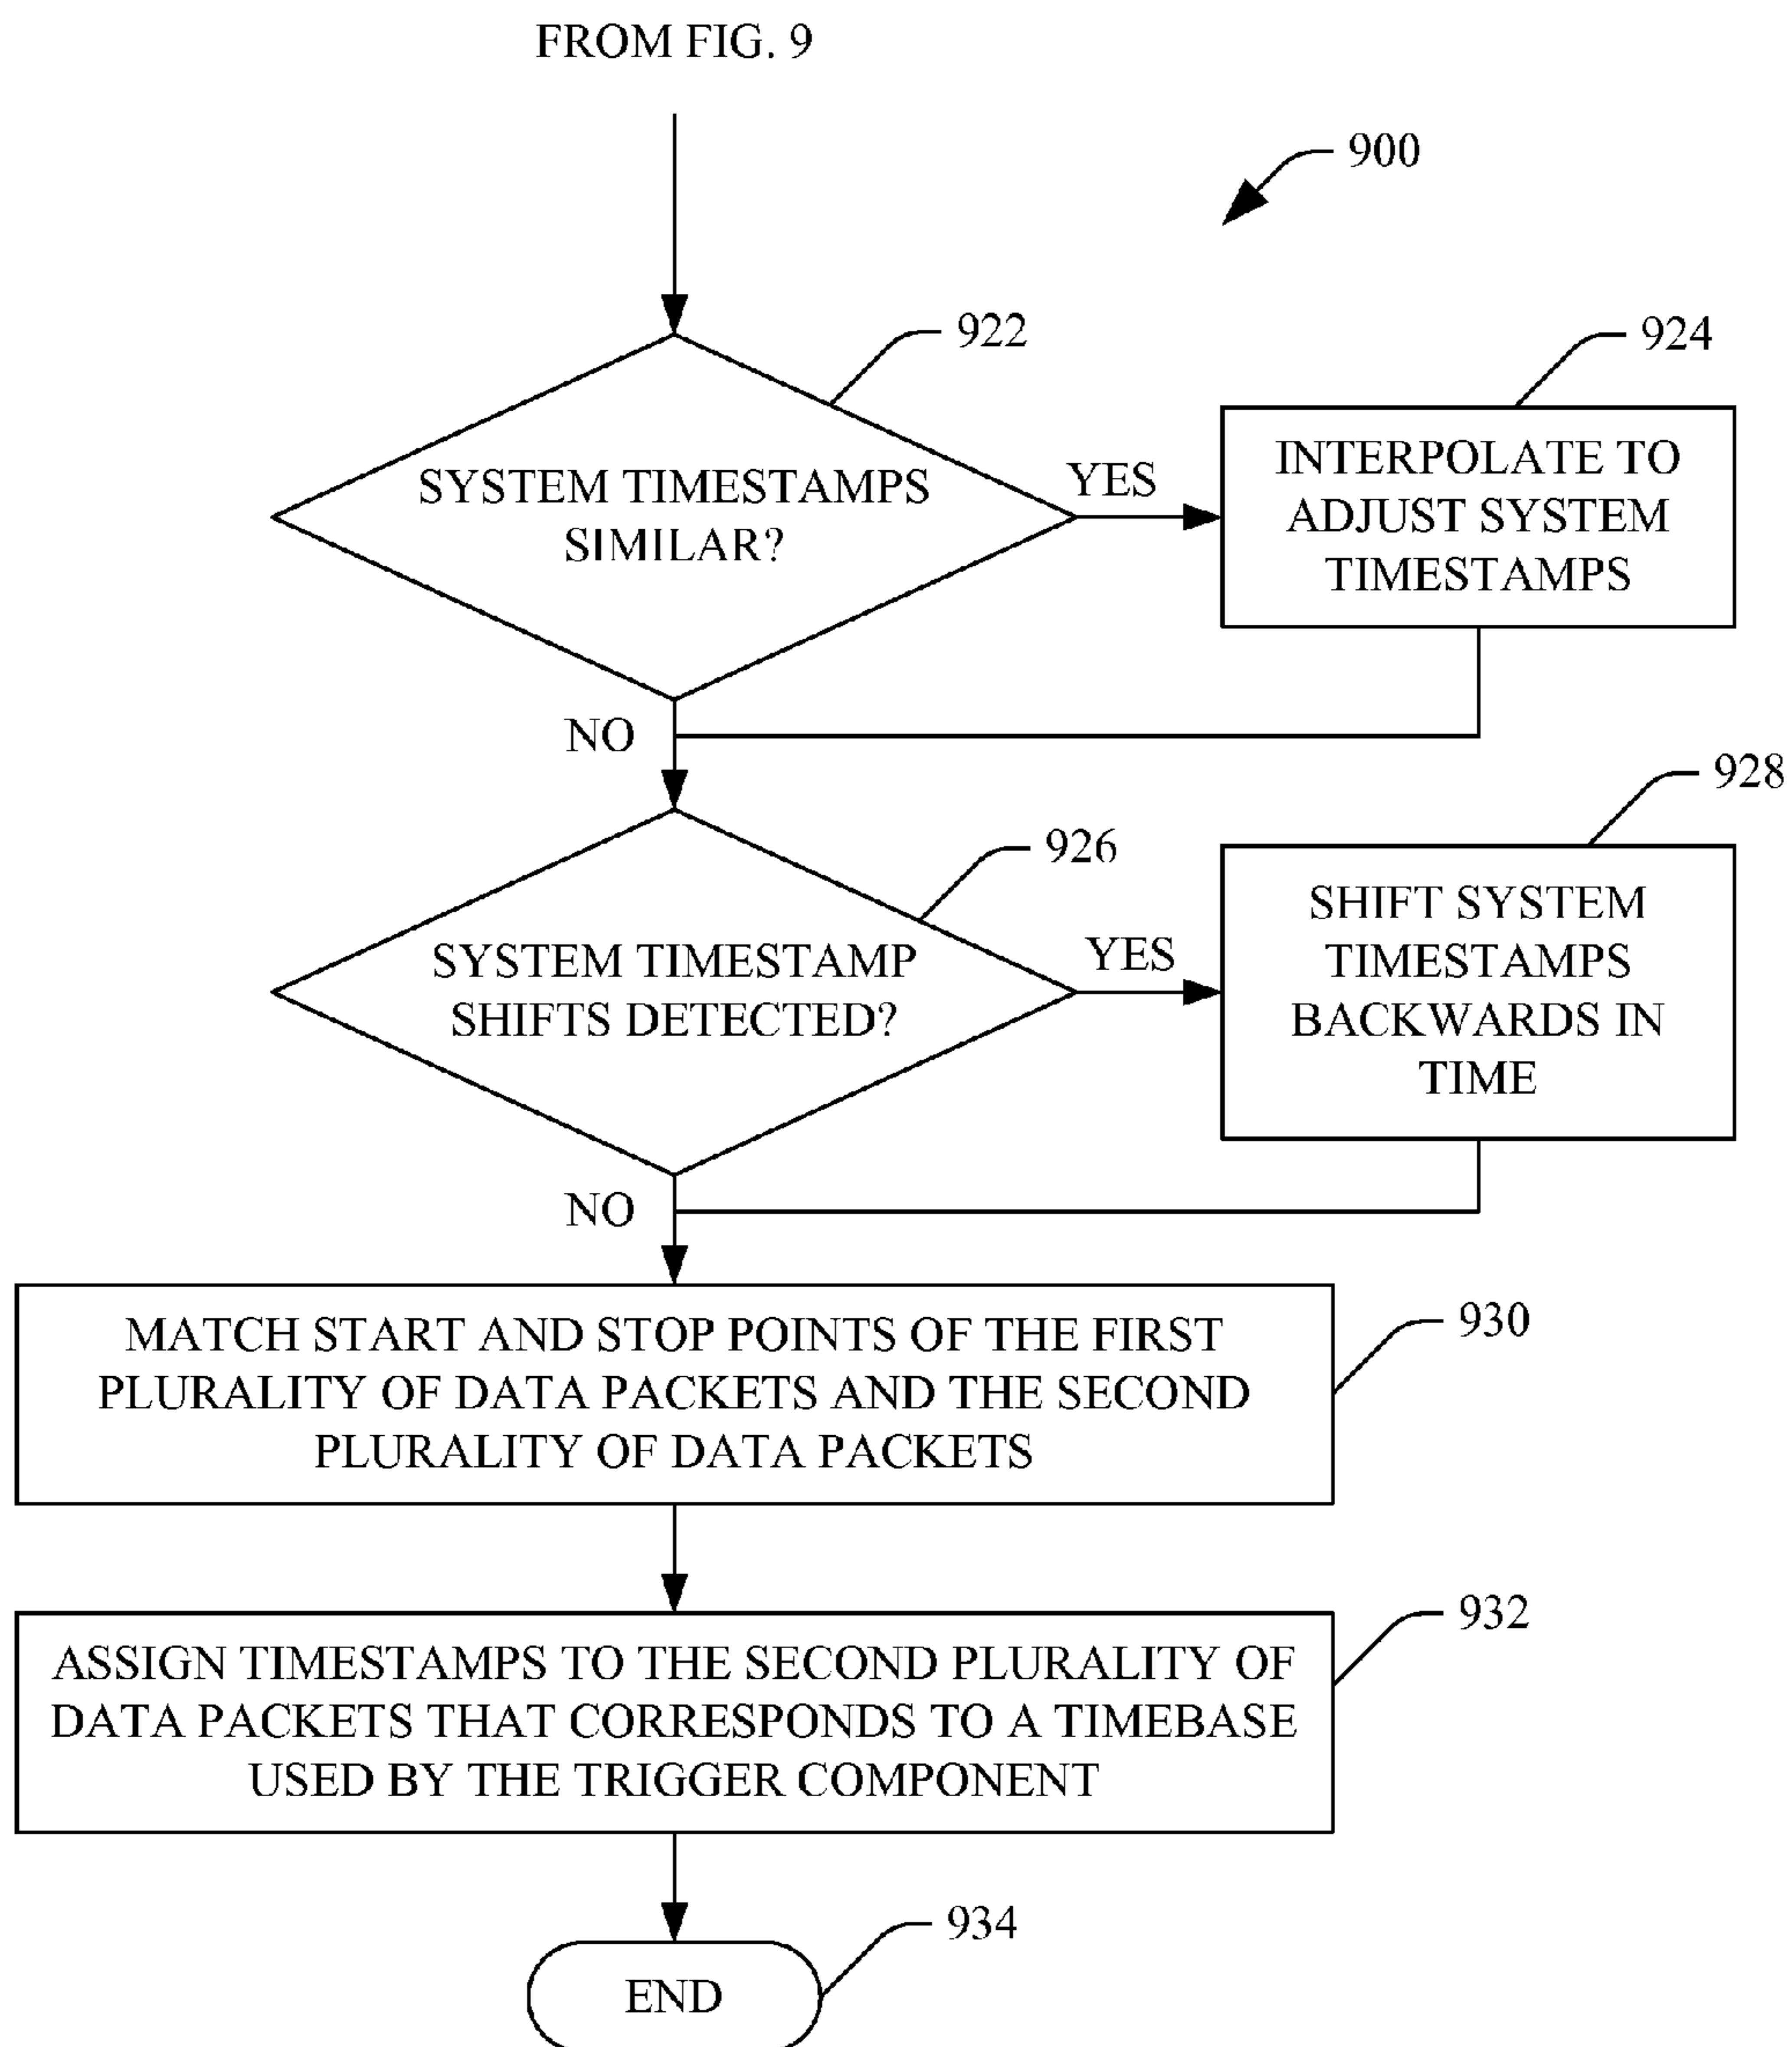 FROM FIG. 9
900
922
SYSTEM TIMESTAMPS
SIMILAR?
YES
924
INTERPOLATE TO
ADJUST SYSTEM
TIMESTAMPS
NO
926
SYSTEM TIMESTAMP
SHIFTS DETECTED?
YES
928
SHIFT SYSTEM
TIMESTAMPS
BACKWARDS IN
TIME
NO
930
MATCH START AND STOP POINTS OF THE FIRST
PLURALITY OF DATA PACKETS AND THE SECOND
PLURALITY OF DATA PACKETS
932
ASSIGN TIMESTAMPS TO THE SECOND PLURALITY OF
DATA PACKETS THAT CORRESPONDS TO A TIMEBASE
USED BY THE TRIGGER COMPONENT
934
END